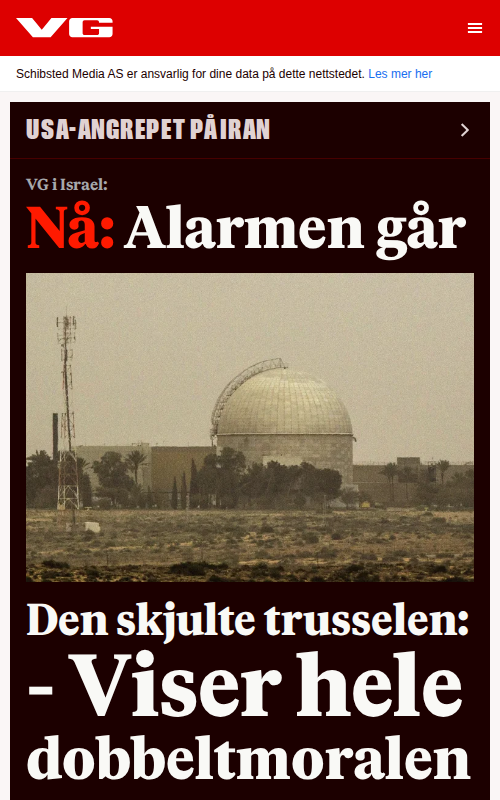 VG
Schibsted Media AS er ansvarlig for dine data på dette nettstedet. Les mer her
USA-ANGREPET PÅ IRAN
VG i Israel:
Nå: Alarmen går
Den skjulte trusselen:
- Viser hele
dobbeltmoralen